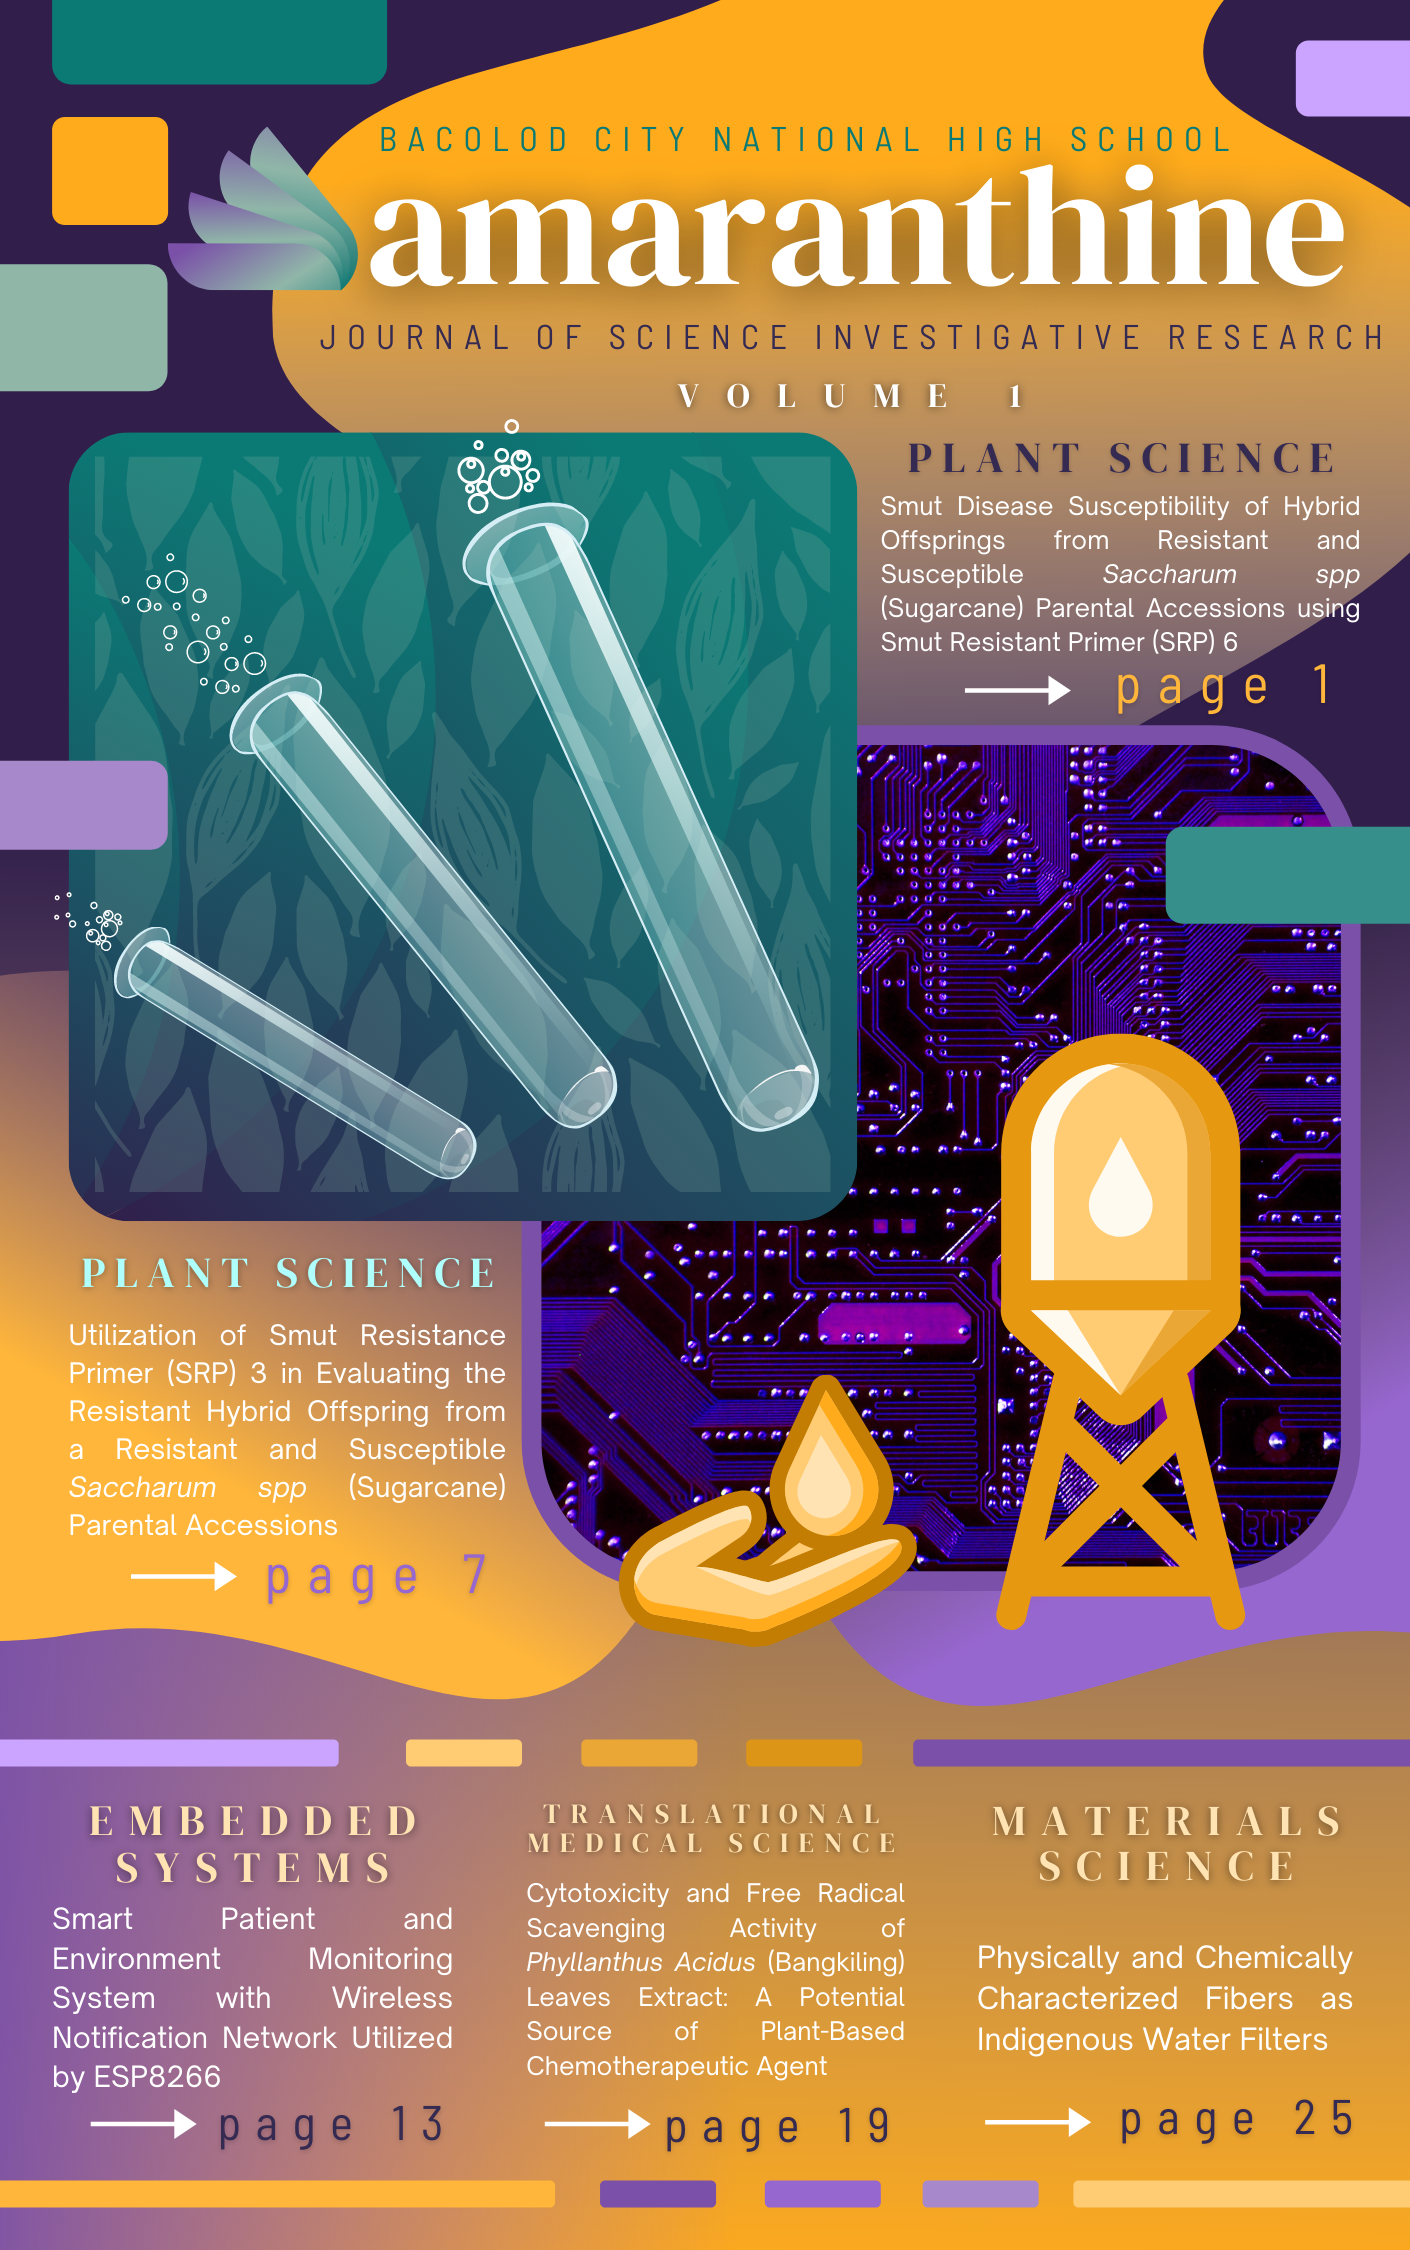 BACOLOD CITY NATIONAL HIGH SCHOOL
amaranthine
JOURNAL OF SCIENCE INVESTIGATIVE RESEARCH
VOLUME 1
PLANT SCIENCE
Smut Disease Susceptibility of Hybrid
Offsprings from Resistant and
Susceptible Saccharum spp
(Sugarcane) Parental Accessions using
Smut Resistant Primer (SRP) 6
page 1
PLANT SCIENCE
Utilization of Smut Resistance
Primer (SRP) 3 in Evaluating the
Resistant Hybrid Offspring from
a Resistant and Susceptible
Saccharum spp (Sugarcane)
Parental Accessions
page 7
EMBEDDED
SYSTEMS
Smart Patient and
Environment Monitoring
System with Wireless
Notification Network Utilized
by ESP8266
page 13
TRANSLATIONAL
MEDICAL SCIENCE
Cytotoxicity and Free Radical
Scavenging Activity of
Phyllanthus Acidus (Bangkiling)
Leaves Extract: A Potential
Source of Plant-Based
Chemotherapeutic Agent
page 19
MATERIALS
SCIENCE
Physically and Chemically
Characterized Fibers as
Indigenous Water Filters
page 25